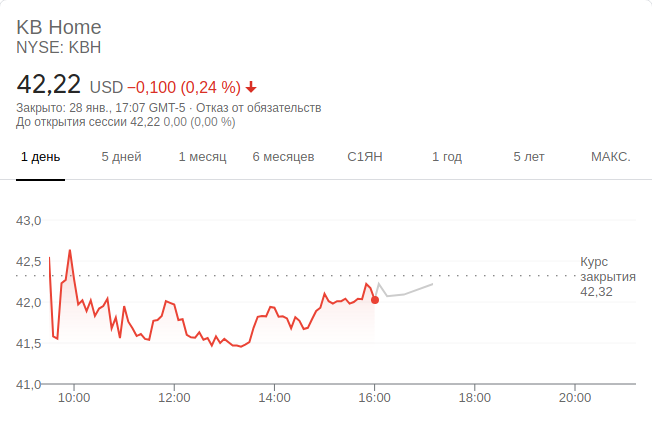 KB Home
NYSE: KBH
42,22 USD −0,100 (0,24 %)
Закрыто: 28 янв., 17:07 GMT-5 · Отказ от обязательств
До открытия сессии 42,22 0,00 (0,00 %)
1 день 5 дней 1 месяц 6 месяцев С1ЯН 1 год 5 лет МАКС.
43,0
42,5
42,0
41,5
41,0
Курс
закрытия
42,32
10:00 12:00 14:00 16:00 18:00 20:00